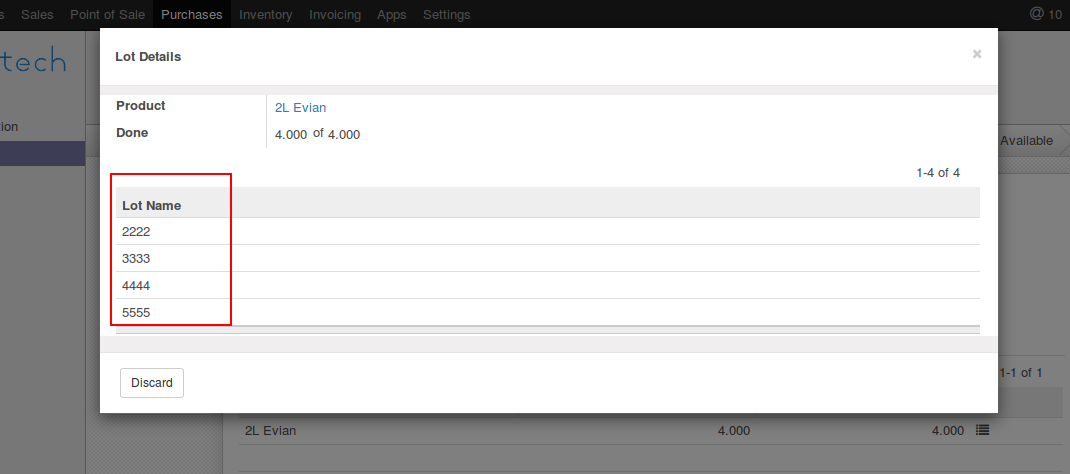 s Sales Point of Sale Purchases Inventory Invoicing Apps Settings @ 10
tech
Lot Details ×
Product 2L Evian
Done 4.000 of 4.000
tion
Available
1-4 of 4
Lot Name
2222
3333
4444
5555
1-1 of 1
Discard
2L Evian 4.000 4.000